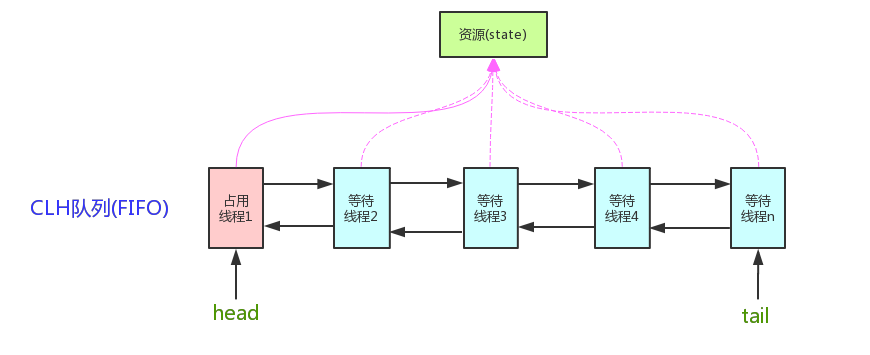 资源(state)
CLH队列(FIFO)
占用
线程1
等待
线程2
等待
线程3
等待
线程4
等待
线程n
head
tail